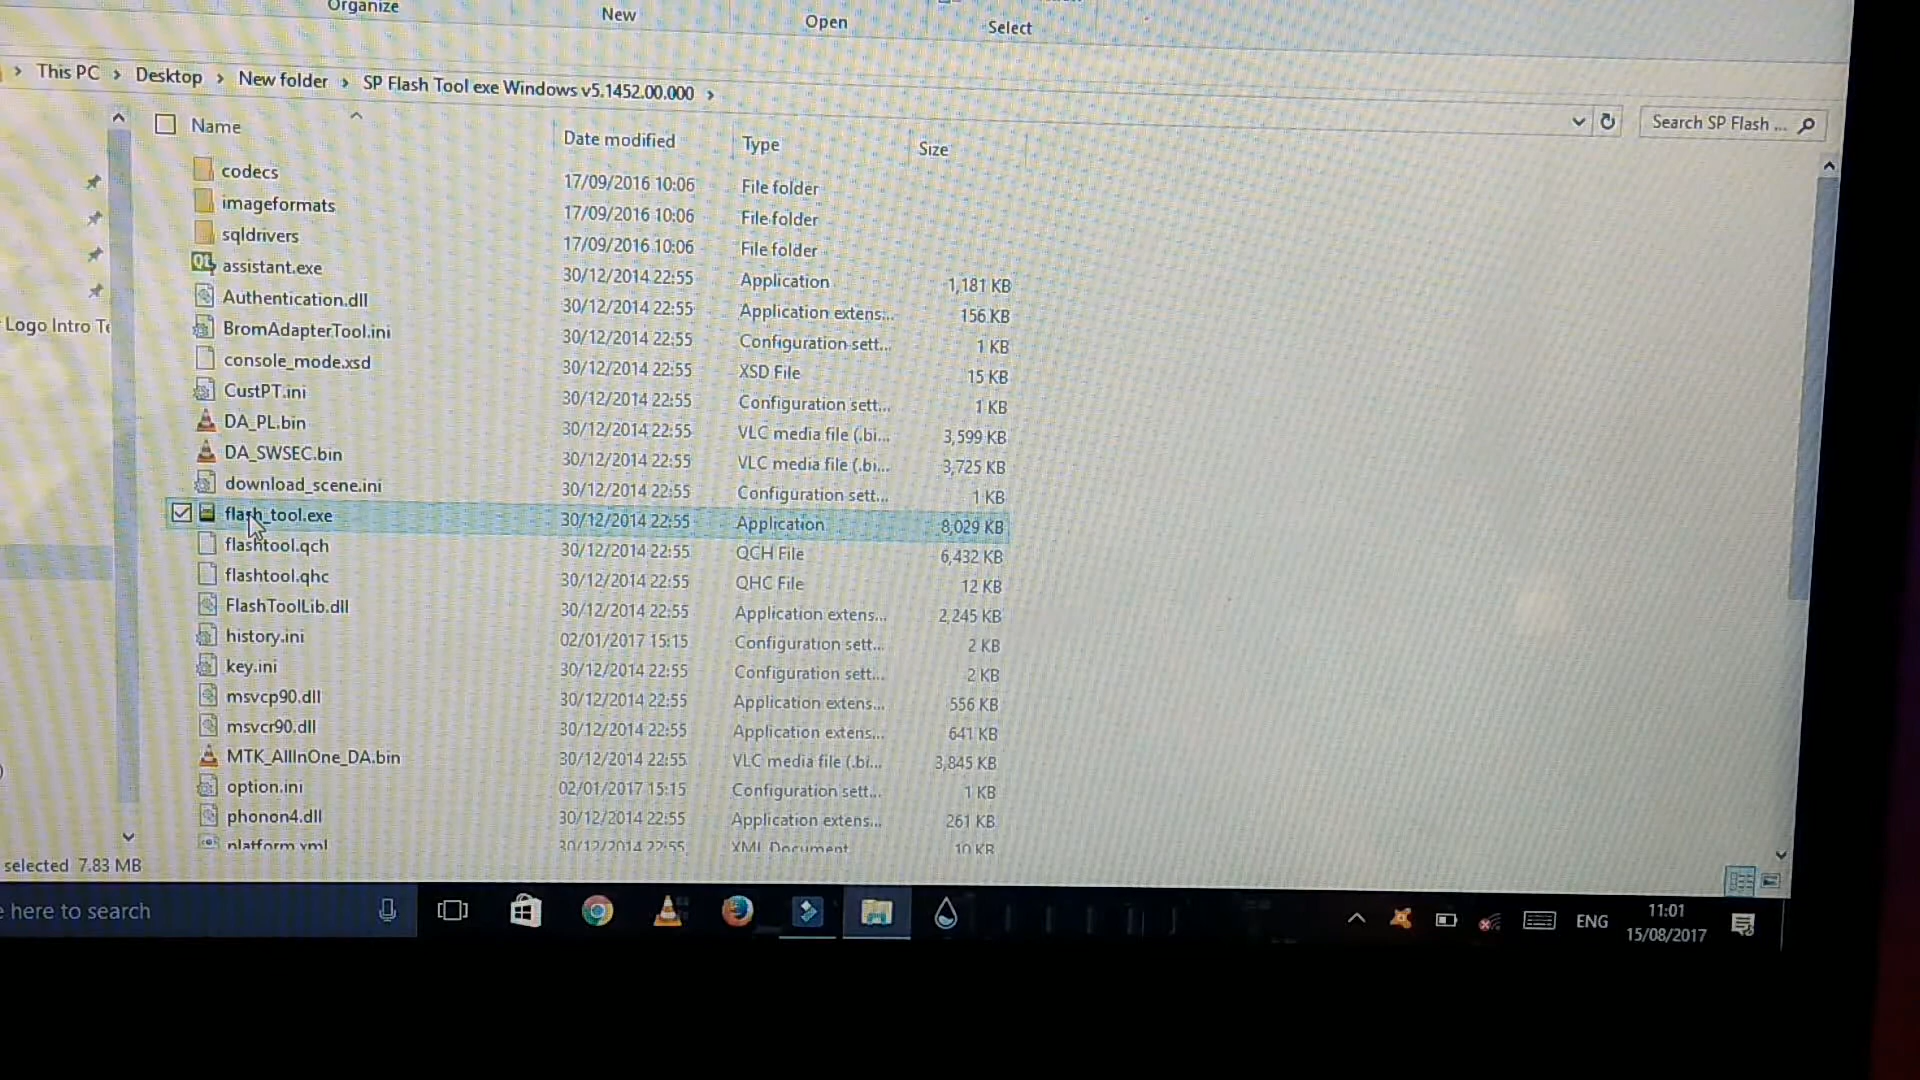 Organize
New
Open
Select
This PC > Desktop > New folder > SP Flash Tool exe Windows v5.1452.00.000 >
Search SP Flash ...
Name Date modified Type Size
codecs 17/09/2016 10:06 File folder
imageformats 17/09/2016 10:06 File folder
sqldrivers 17/09/2016 10:06 File folder
assistant.exe 30/12/2014 22:55 Application 1,181 KB
Authentication.dll 30/12/2014 22:55 Application extens... 156 KB
Logo Intro Te
BromAdapterTool.ini 30/12/2014 22:55 Configuration sett... 1 KB
console_mode.xsd 30/12/2014 22:55 XSD File 15 KB
CustPT.ini 30/12/2014 22:55 Configuration sett... 1 KB
DA_PL.bin 30/12/2014 22:55 VLC media file (.bi... 3,599 KB
DA_SWSEC.bin 30/12/2014 22:55 VLC media file (.bi... 3,725 KB
download_scene.ini 30/12/2014 22:55 Configuration sett... 1 KB
flash_tool.exe 30/12/2014 22:55 Application 8,029 KB
flashtool.qch 30/12/2014 22:55 QCH File 6,432 KB
flashtool.qhc 30/12/2014 22:55 QHC File 12 KB
FlashToolLib.dll 30/12/2014 22:55 Application extens... 2,245 KB
history.ini 02/01/2017 15:15 Configuration sett... 2 KB
key.ini 30/12/2014 22:55 Configuration sett... 2 KB
msvcp90.dll 30/12/2014 22:55 Application extens... 556 KB
msvcr90.dll 30/12/2014 22:55 Application extens... 641 KB
MTK_AllInOne_DA.bin 30/12/2014 22:55 VLC media file (.bi... 3,845 KB
option.ini 02/01/2017 15:15 Configuration sett... 1 KB
phonon4.dll 30/12/2014 22:55 Application extens... 261 KB
platform.xml 30/12/2014 22:55 XML Document 10 KB
selected 7.83 MB
here to search
ENG
11:01
15/08/2017